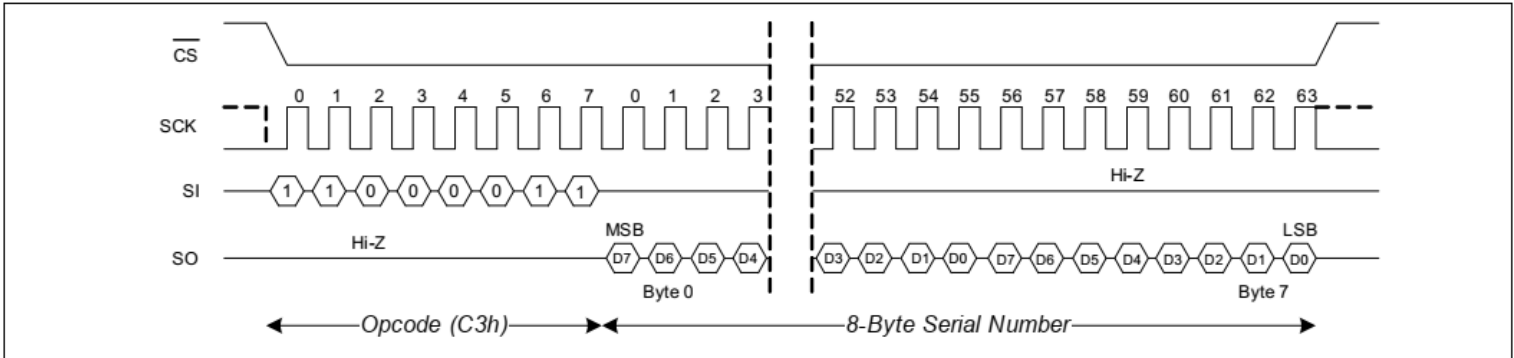 CS
0 1 2 3 4 5 6 7 0 1 2 3 52 53 54 55 56 57 58 59 60 61 62 63
SCK
Hi-Z
SI 1 1 0 0 0 0 1 1
MSB LSB
Hi-Z
SO D7 D6 D5 D4 D3 D2 D1 D0 D7 D6 D5 D4 D3 D2 D1 D0
Byte 0 Byte 7
Opcode (C3h) 8-Byte Serial Number